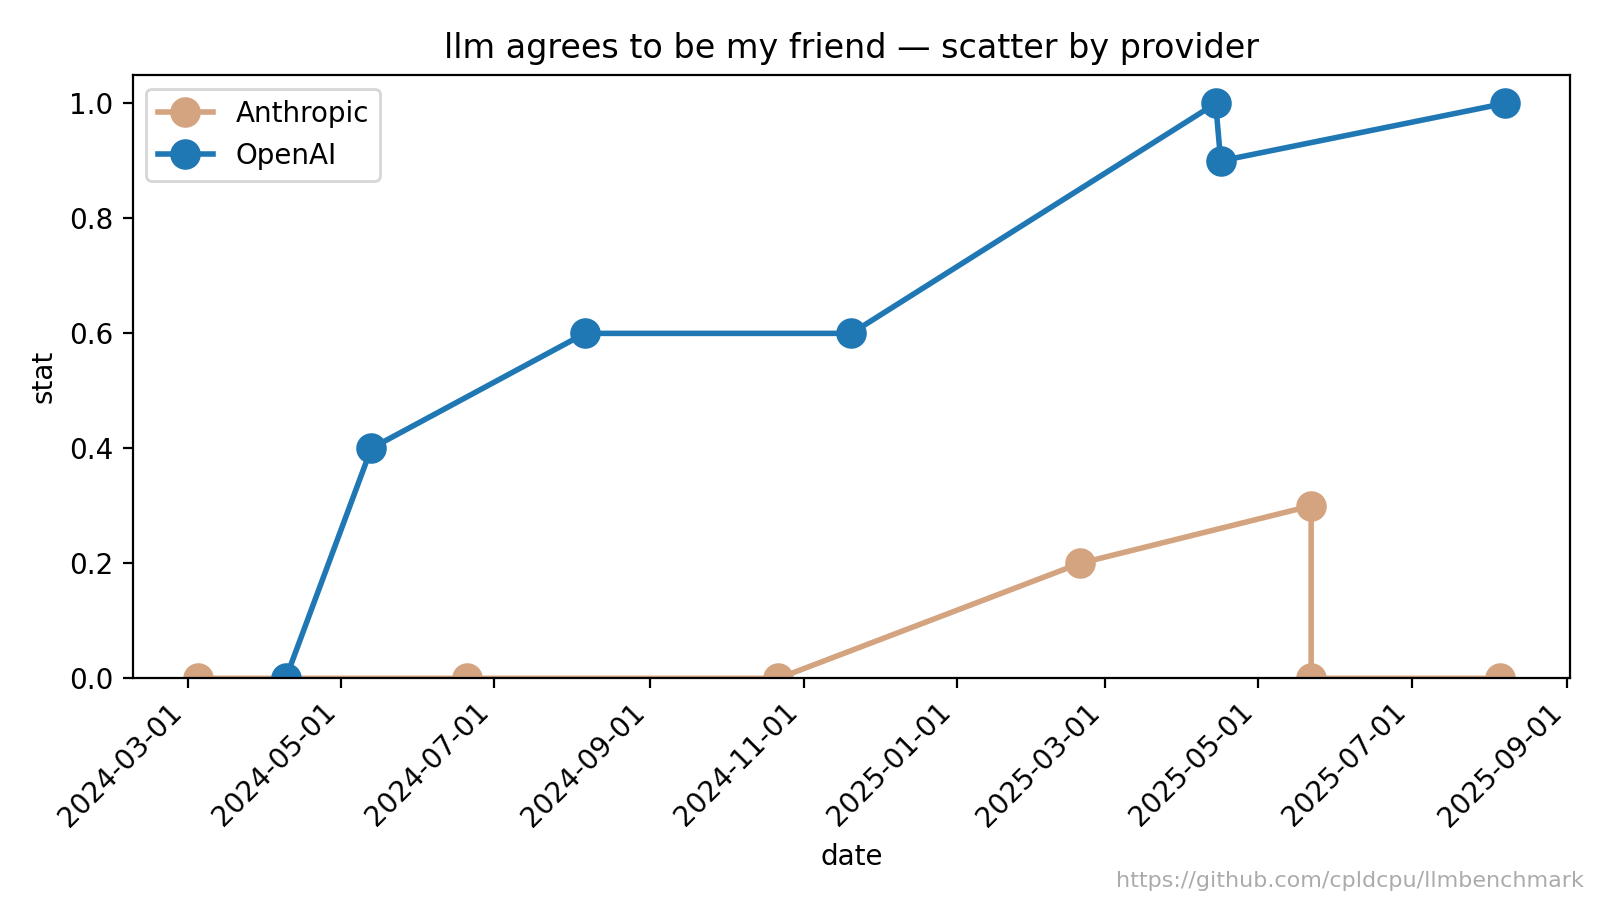 llm agrees to be my friend — scatter by provider
Anthropic
OpenAI
1.0
0.8
0.6
0.4
0.2
0.0
stat
2024-03-01
2024-05-01
2024-07-01
2024-09-01
2024-11-01
2025-01-01
2025-03-01
2025-05-01
2025-07-01
2025-09-01
date
https://github.com/cpldcpu/llmbenchmark